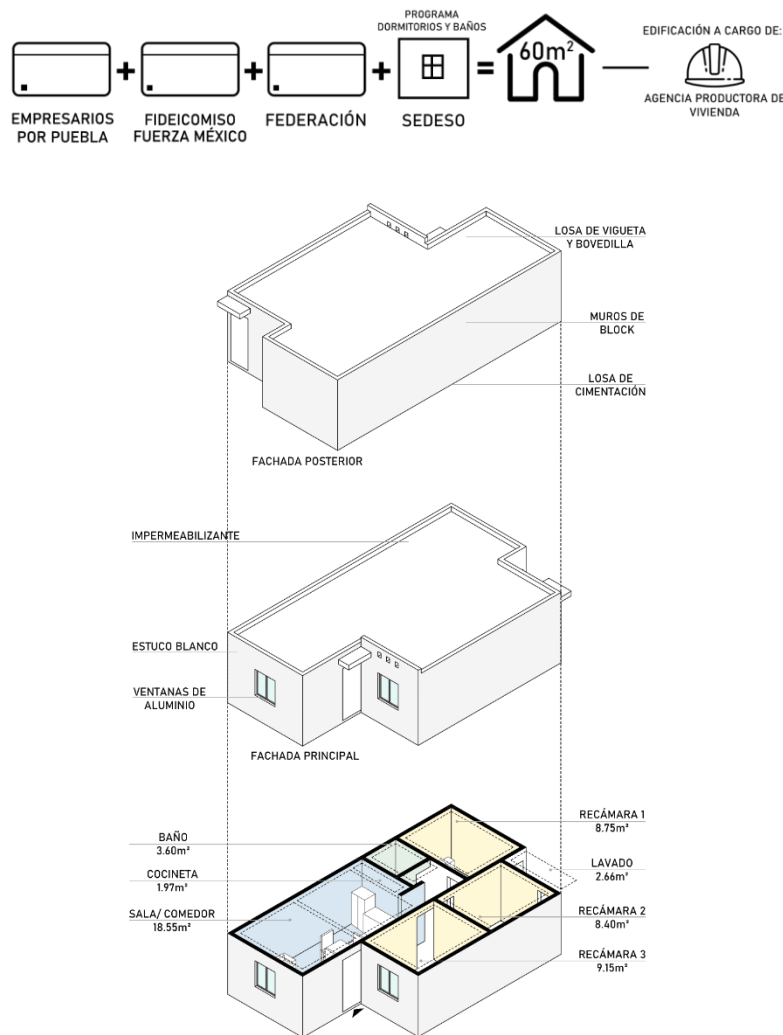 PROGRAMA
DORMITORIOS Y BAÑOS
60m²
EDIFICACIÓN A CARGO DE:
EMPRESARIOS
POR PUEBLA
FIDEICOMISO
FUERZA MÉXICO
FEDERACIÓN
SEDESO
AGENCIA PRODUCTORA DE
VIVIENDA
LOSA DE VIGUETA
Y BOVEDILLA
MUROS DE
BLOCK
LOSA DE
CIMENTACIÓN
FACHADA POSTERIOR
IMPERMEABILIZANTE
ESTUCO BLANCO
VENTANAS DE
ALUMINIO
FACHADA PRINCIPAL
RECÁMARA 1
8.75m²
BAÑO
3.60m²
LAVADO
2.66m²
COCINETA
1.97m²
SALA/ COMEDOR
18.55m²
RECÁMARA 2
8.40m²
RECÁMARA 3
9.15m²